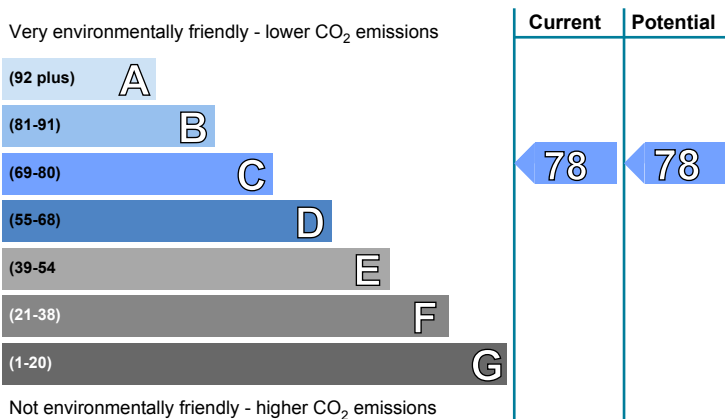 Very environmentally friendly - lower CO₂ emissions
Current
Potential
(92 plus) A
(81-91) B
(69-80) C
78
78
(55-68) D
(39-54 E
(21-38) F
(1-20) G
Not environmentally friendly - higher CO₂ emissions